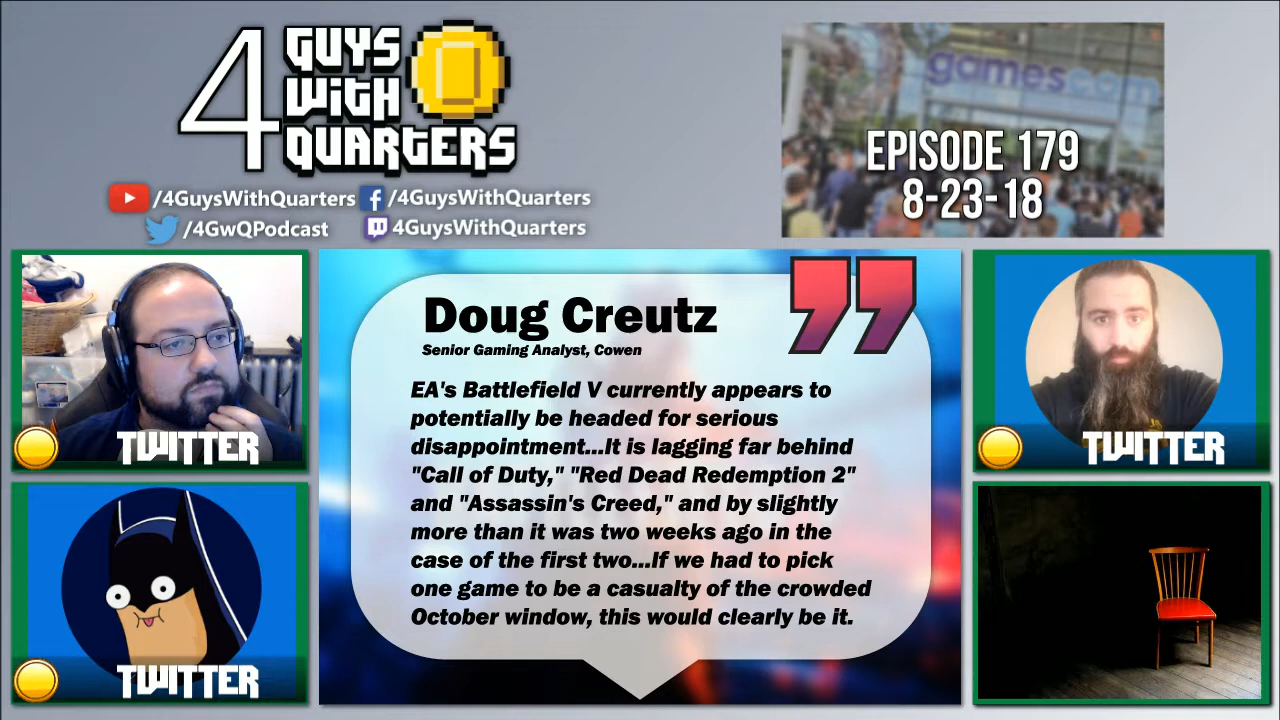 4 GUYS
WITH
QUARTERS
/4GuysWithQuarters /4GuysWithQuarters
/4GwQPodcast 4GuysWithQuarters
gamescom
EPISODE 179
8-23-18
Doug Creutz
Senior Gaming Analyst, Cowen
EA's Battlefield V currently appears to
potentially be headed for serious
disappointment...It is lagging far behind
"Call of Duty," "Red Dead Redemption 2"
and "Assassin's Creed," and by slightly
more than it was two weeks ago in the
case of the first two...If we had to pick
one game to be a casualty of the crowded
October window, this would clearly be it.
TWITTER
TWITTER
TWITTER